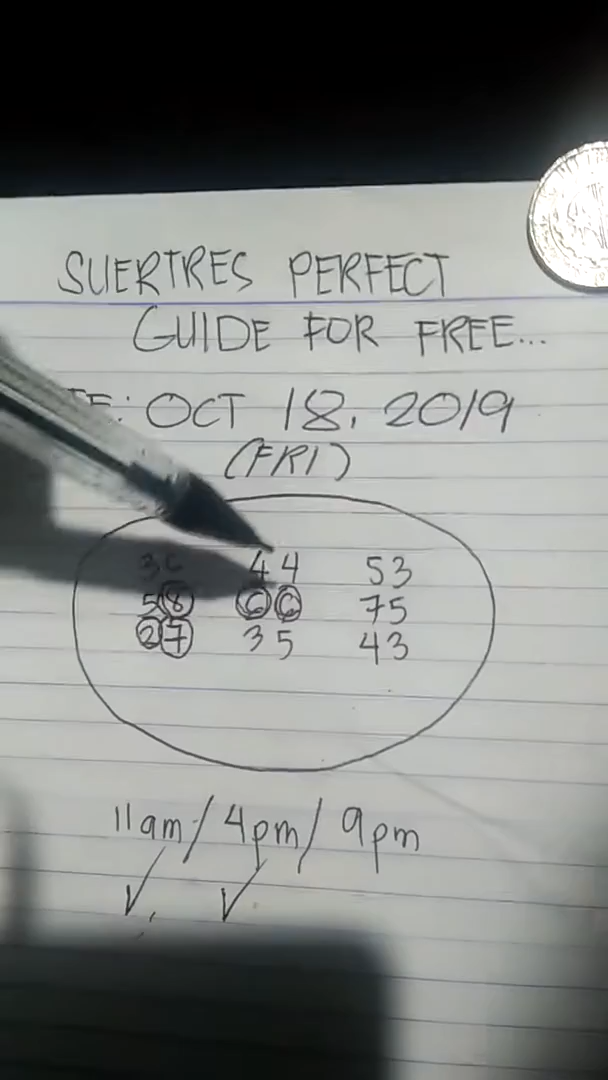 SUERTRES PERFECT
GUIDE FOR FREE...
TE: OCT 18, 2019
(FRI)
44 53
58 66 75
27 35 43
11am/4pm/9pm